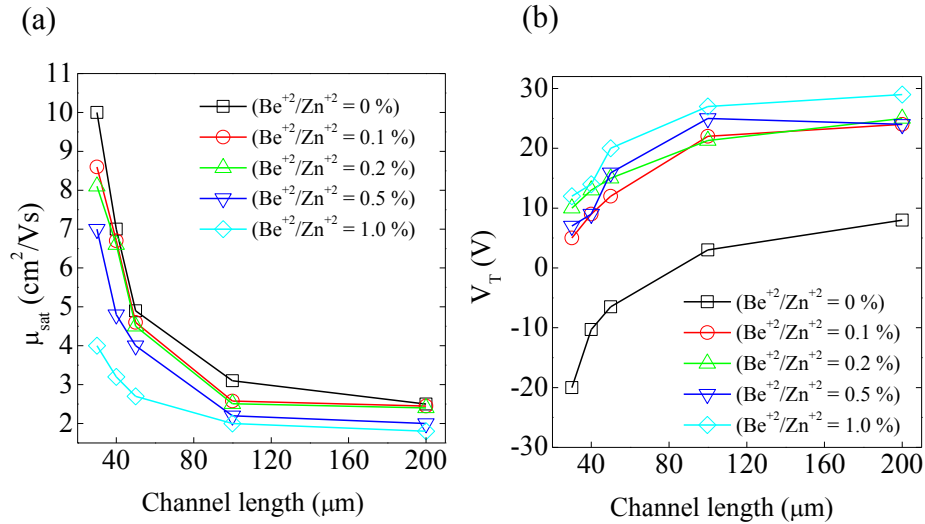 (a)
11
10
9
8
7
6
5
4
3
2
μsat (cm²/Vs)
(Be⁺²/Zn⁺² = 0 %)
(Be⁺²/Zn⁺² = 0.1 %)
(Be⁺²/Zn⁺² = 0.2 %)
(Be⁺²/Zn⁺² = 0.5 %)
(Be⁺²/Zn⁺² = 1.0 %)
40 80 120 160 200
Channel length (μm)
(b)
30
20
10
0
-10
-20
-30
V_T (V)
(Be⁺²/Zn⁺² = 0 %)
(Be⁺²/Zn⁺² = 0.1 %)
(Be⁺²/Zn⁺² = 0.2 %)
(Be⁺²/Zn⁺² = 0.5 %)
(Be⁺²/Zn⁺² = 1.0 %)
40 80 120 160 200
Channel length (μm)